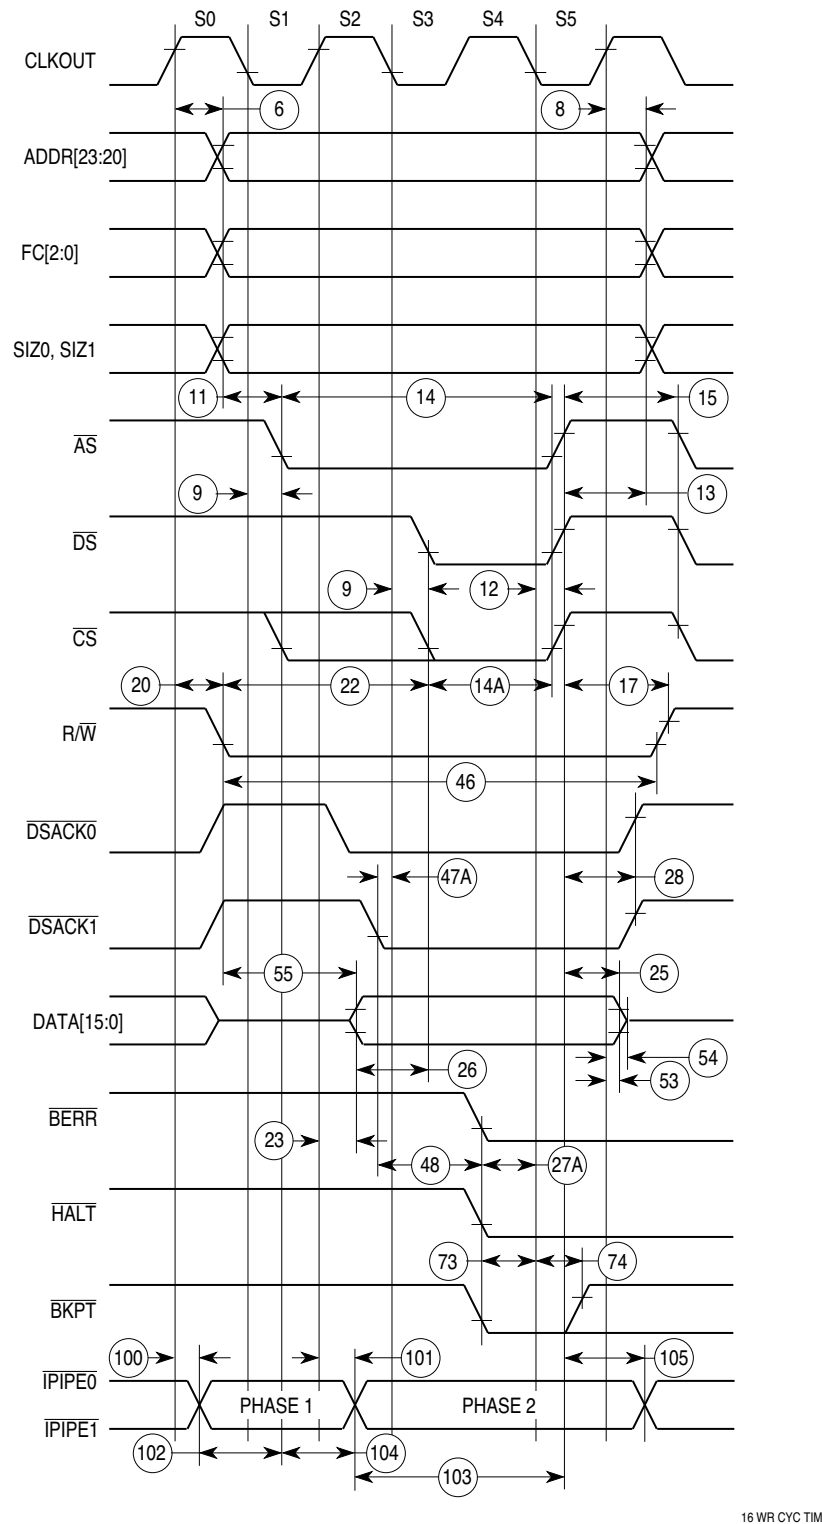 S0 S1 S2 S3 S4 S5
CLKOUT
6 8
ADDR[23:20]
FC[2:0]
SIZ0, SIZ1
11 14 15
AS
9 13
DS
9 12
CS
20 22 14A 17
R/W
46
DSACK0
47A 28
DSACK1
55 25
DATA[15:0]
54
26
53
BERR
23
48 27A
HALT
73 74
BKPT
100 101 105
IPIPE0
PHASE 1 PHASE 2
IPIPE1
102 104
103
16 WR CYC TIM